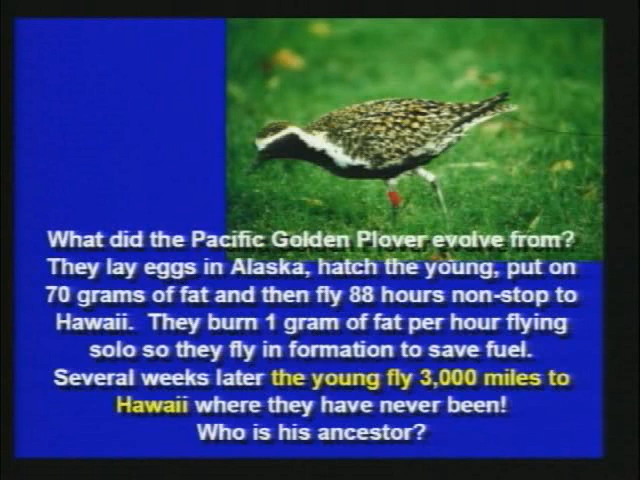 What did the Pacific Golden Plover evolve from?
They lay eggs in Alaska, hatch the young, put on
70 grams of fat and then fly 88 hours non-stop to
Hawaii. They burn 1 gram of fat per hour flying
solo so they fly in formation to save fuel.
Several weeks later the young fly 3,000 miles to
Hawaii where they have never been!
Who is his ancestor?